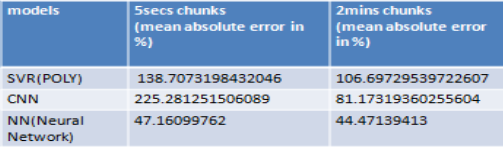 models 5secs chunks 2mins chunks
(mean absolute error in (mean absolute error
%) in %)
SVR(POLY) 138.7073198432046 106.69729539722607
CNN 225.281251506089 81.17319360255604
NN(Neural 47.16099762 44.47139413
Network)